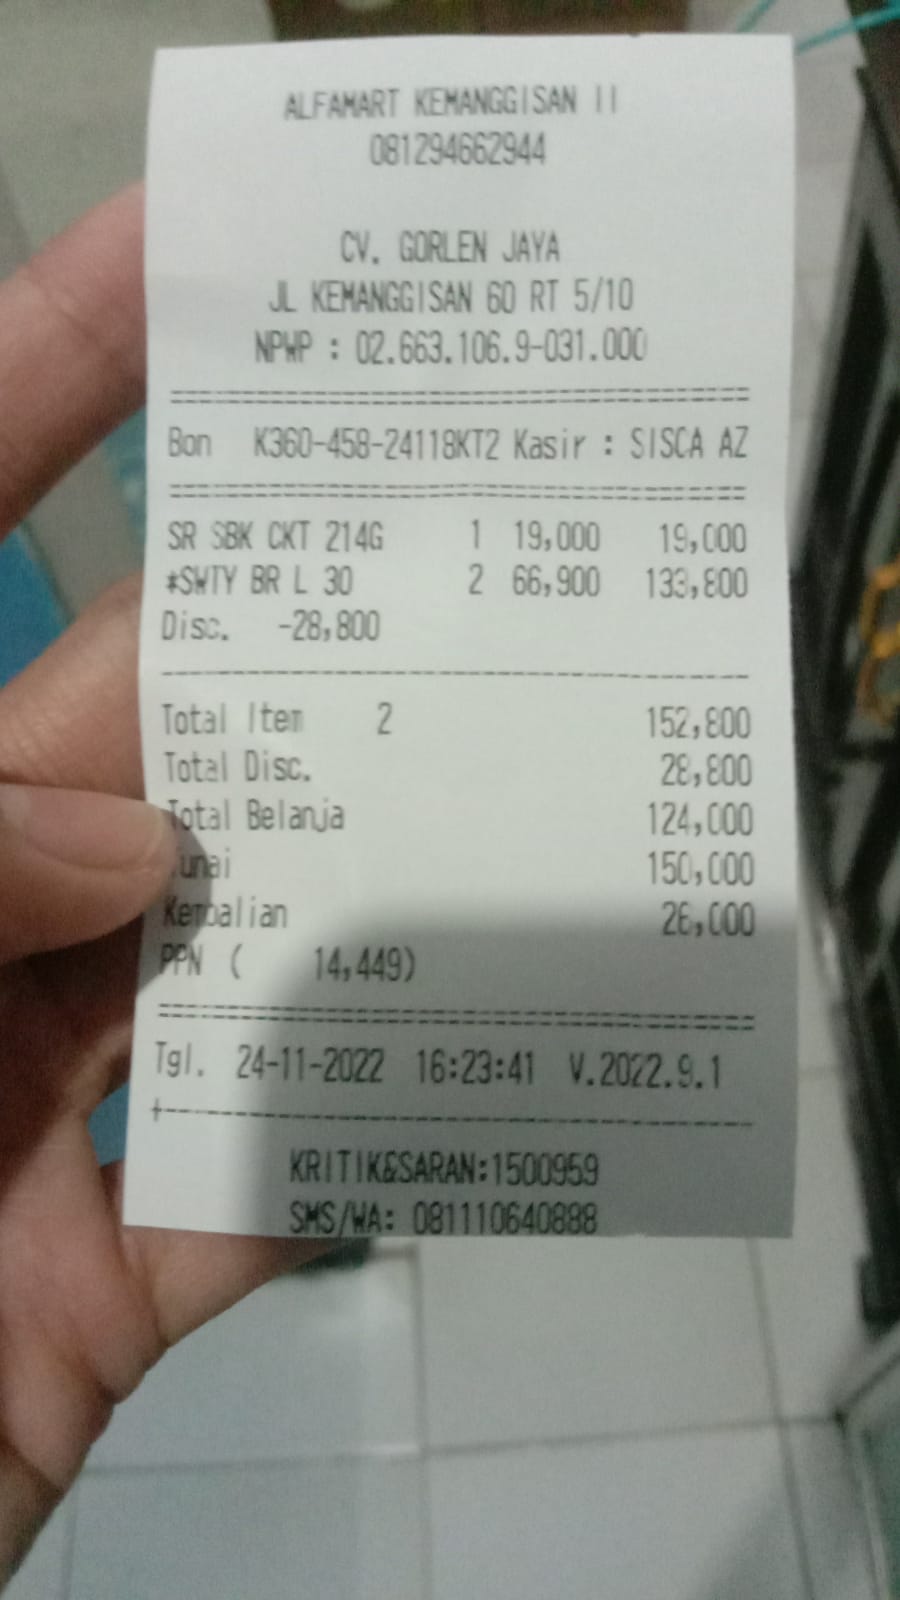 ALFAMART KEMANGGISAN II
081294662944
CV. GORLEN JAYA
JL KEMANGGISAN 60 RT 5/10
NPWP : 02.663.106.9-031.000
Bon K360-458-24118KT2 Kasir : SISCA AZ
SR SBK CKT 214G 1 19,000 19,000
*SWTY BR L 30 2 66,900 133,800
Disc. -28,800
Total Item 2 152,800
Total Disc. 28,800
Total Belanja 124,000
Tunai 150,000
Kembalian 26,000
PPN ( 14,449)
Tgl. 24-11-2022 16:23:41 V.2022.9.1
KRITIK&SARAN:1500959
SMS/WA: 081110640888